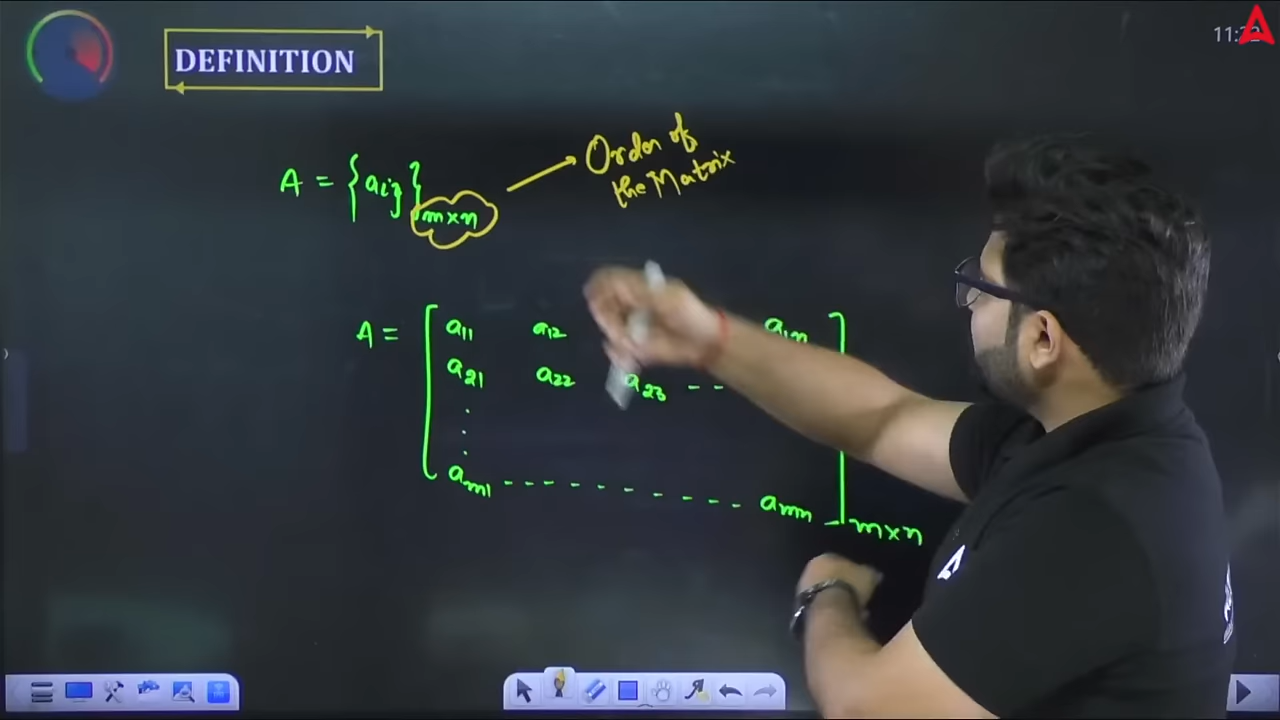 DEFINITION
A = {aij}m×n → Order of
the Matrix
A = [ a11 a12 a1n
a21 a22 a23 - -
am1 - - - - - - - - - amn ]m×n